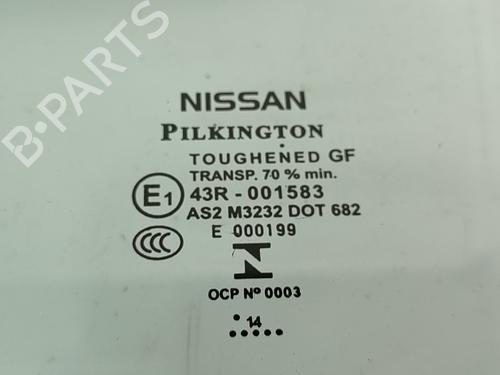 B-PARTS
NISSAN
PILKINGTON
TOUGHENED GF
TRANSP. 70 % min.
E1 43R - 001583
AS2 M3232 DOT 682
CCC E 000199
N
OCP Nº 0003
14